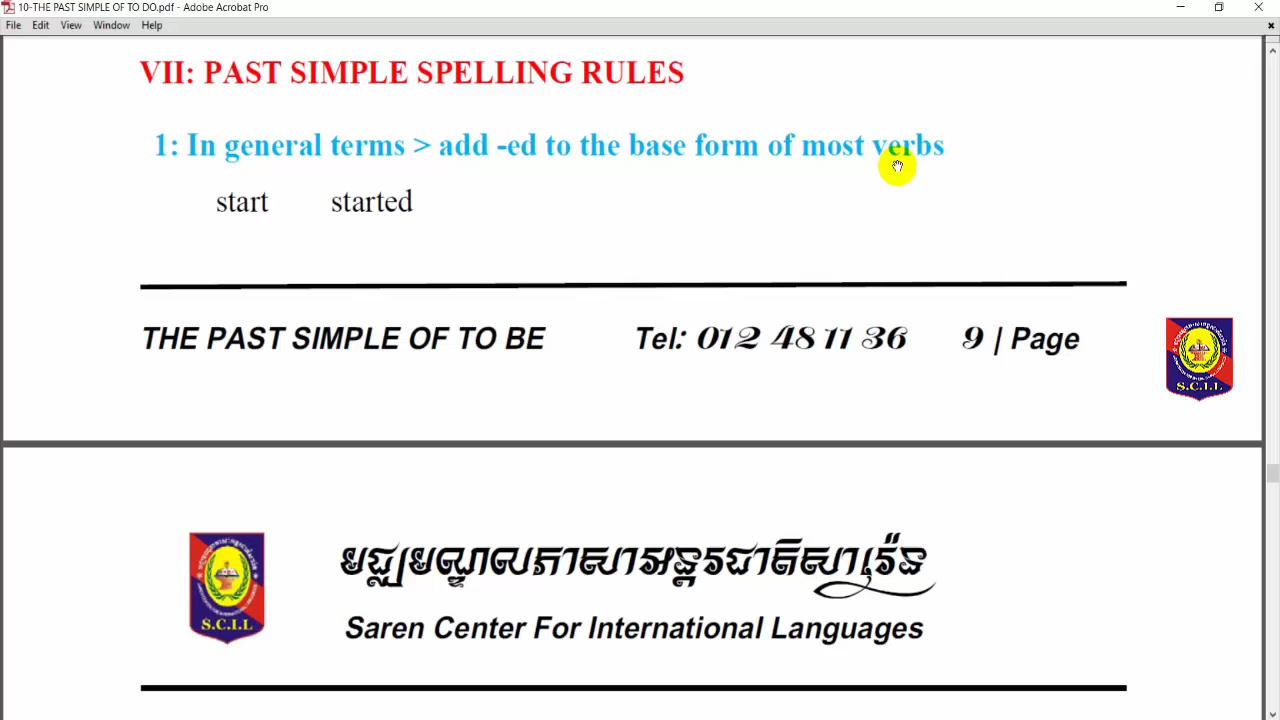 10-THE PAST SIMPLE OF TO DO.pdf - Adobe Acrobat Pro
File Edit View Window Help
VII: PAST SIMPLE SPELLING RULES
1: In general terms > add -ed to the base form of most verbs
start started
THE PAST SIMPLE OF TO BE Tel: 012 48 11 36 9 | Page
S.C.I.L
មជ្ឈមណ្ឌលភាសាអន្តរជាតិសារ៉េន
S.C.I.L
Saren Center For International Languages